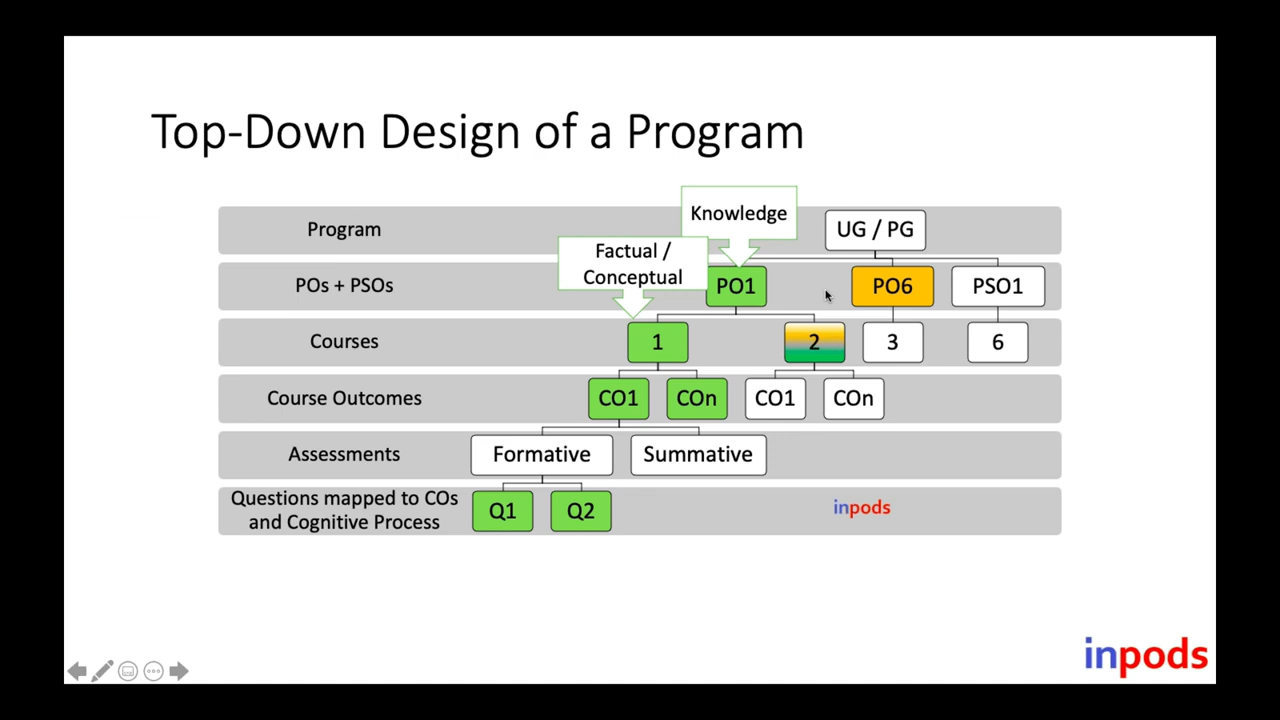 Top-Down Design of a Program
Knowledge
Program
UG / PG
Factual /
Conceptual
POs + PSOs
PO1
PO6
PSO1
Courses
1
2
3
6
Course Outcomes
CO1
COn
CO1
COn
Assessments
Formative
Summative
Questions mapped to COs
and Cognitive Process
Q1
Q2
inpods
inpods